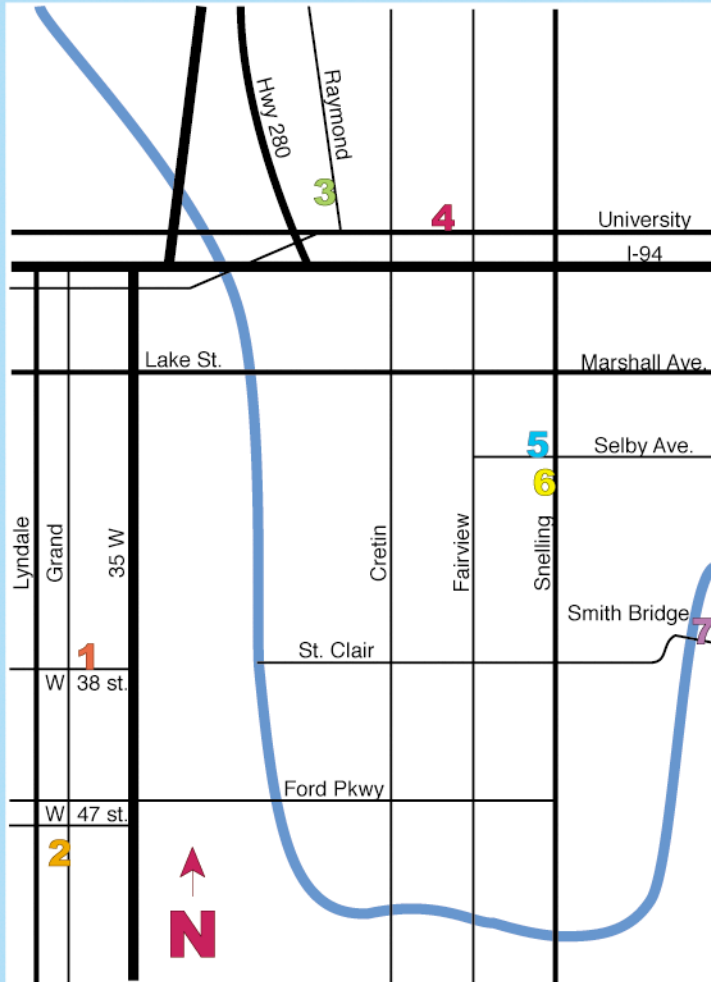 Hwy 280
Raymond
3
4
University
I-94
Lake St.
Marshall Ave.
5
Selby Ave.
6
Lyndale
Grand
35 W
Cretin
Fairview
Snelling
Smith Bridge
7
1
St. Clair
W 38 st.
Ford Pkwy
W 47 st.
2
N